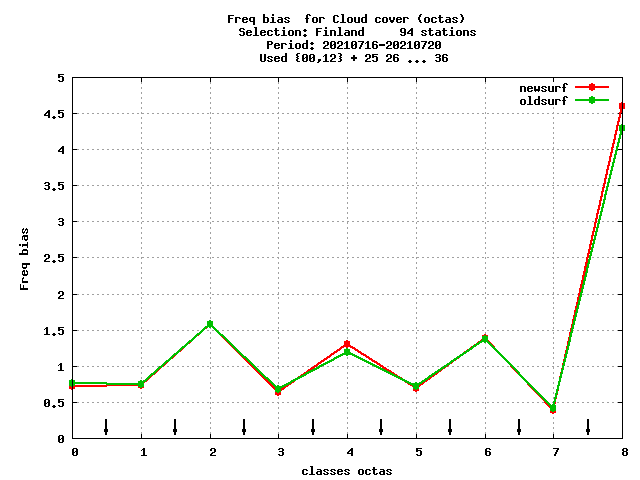 Freq bias  for Cloud cover (octas)
Selection: Finland     94 stations
Period: 20210716-20210720
Used {00,12} + 25 26 ... 36
newsurf
oldsurf
5
4.5
4
3.5
3
2.5
2
1.5
1
0.5
0
Freq bias
0 1 2 3 4 5 6 7 8
classes octas